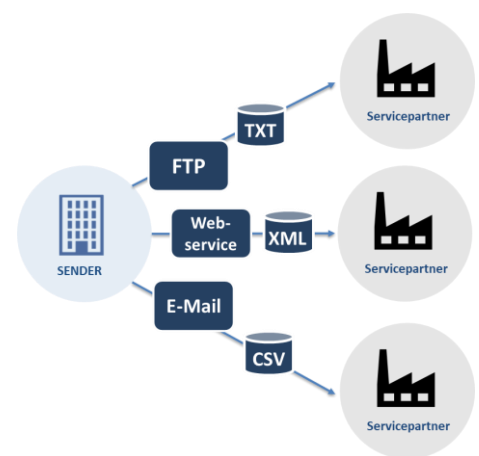 Servicepartner
TXT
FTP
Web-
service
XML
Servicepartner
SENDER
E-Mail
CSV
Servicepartner